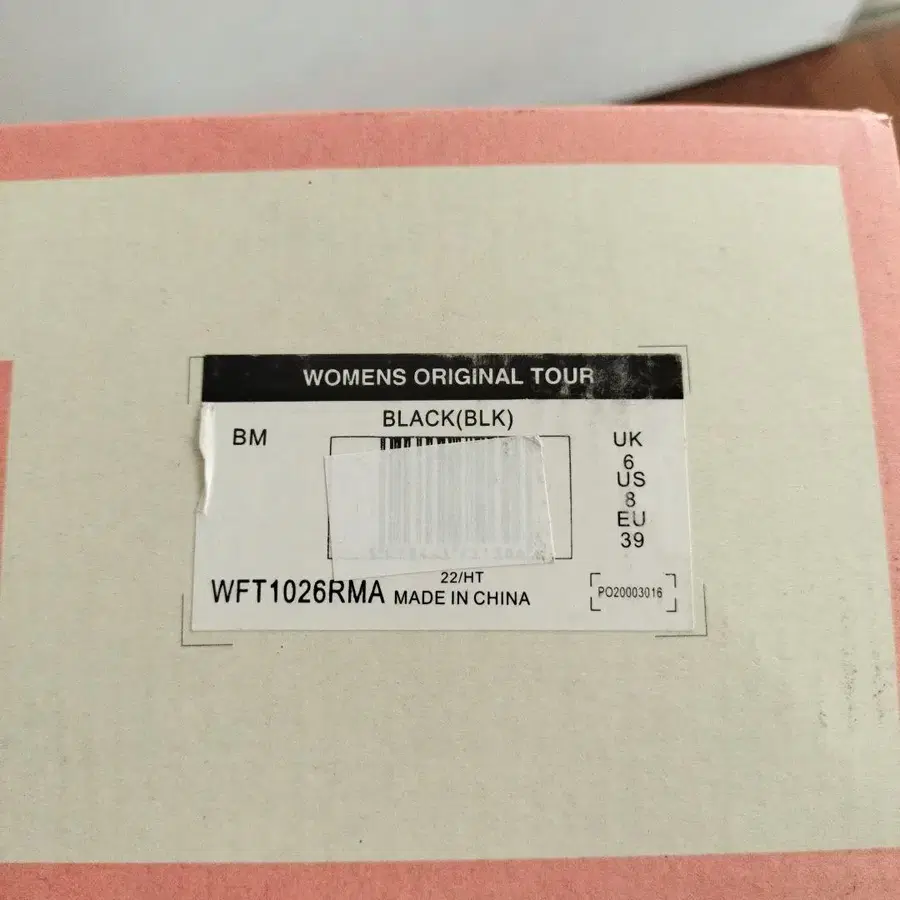 WOMENS ORIGINAL TOUR
BLACK(BLK)
BM
UK
6
US
8
EU
39
22/HT
WFT1026RMA MADE IN CHINA
PO20003016